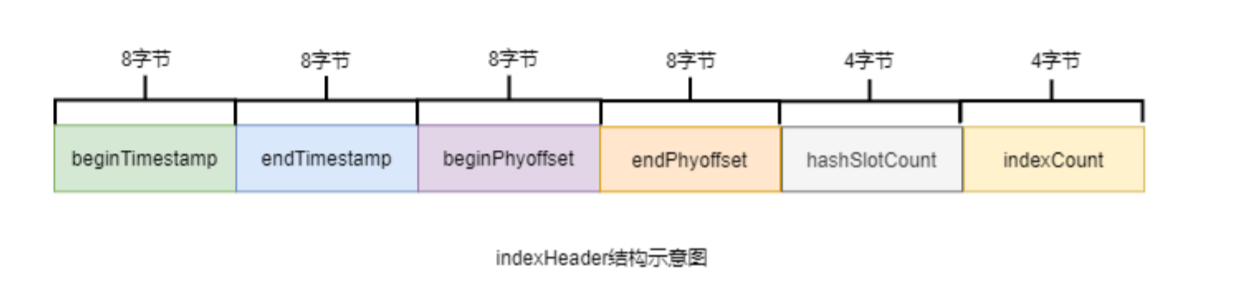 8字节 8字节 8字节 8字节 4字节 4字节
beginTimestamp endTimestamp beginPhyoffset endPhyoffset hashSlotCount indexCount
indexHeader结构示意图